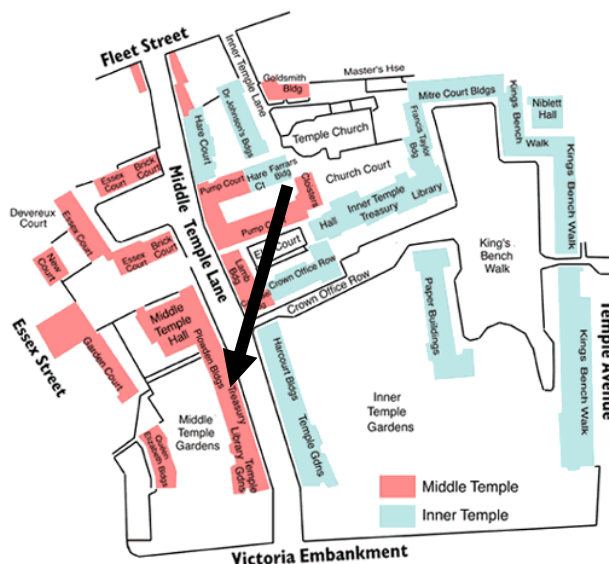 Fleet Street
Inner Temple Lane
Goldsmith
Bldg
Master's Hse
Mitre Court Bldgs
Kings Bench
Walk
Niblett
Hall
Dr Johnson's Bldgs
Hare Court
Temple Church
Francis Taylor
Bdg
Essex
Court
Brick
Court
Middle Temple Lane
Pump Court
Hare
Ct
Farrars
Bldg
Cloisters
Church Court
Kings Bench Walk
Devereux
Court
Essex Court
Pump
Hall
Inner Temple
Treasury
Library
New
Court
Essex
Court
Brick
Court
Court
Lamb
Bdg
Crown Office Row
Crown Office Row
King's
Bench
Walk
Essex Street
Garden Court
Middle
Temple
Hall
Plowden Bldgs
Harcourt Bldgs
Paper Buildings
Temple Avenue
Kings Bench Walk
Treasury
Middle
Temple
Gardens
Inner
Temple
Gardens
Queen
Elizabeth Bldgs
Library
Temple
Gdns
Temple Gdns
Middle Temple
Inner Temple
Victoria Embankment